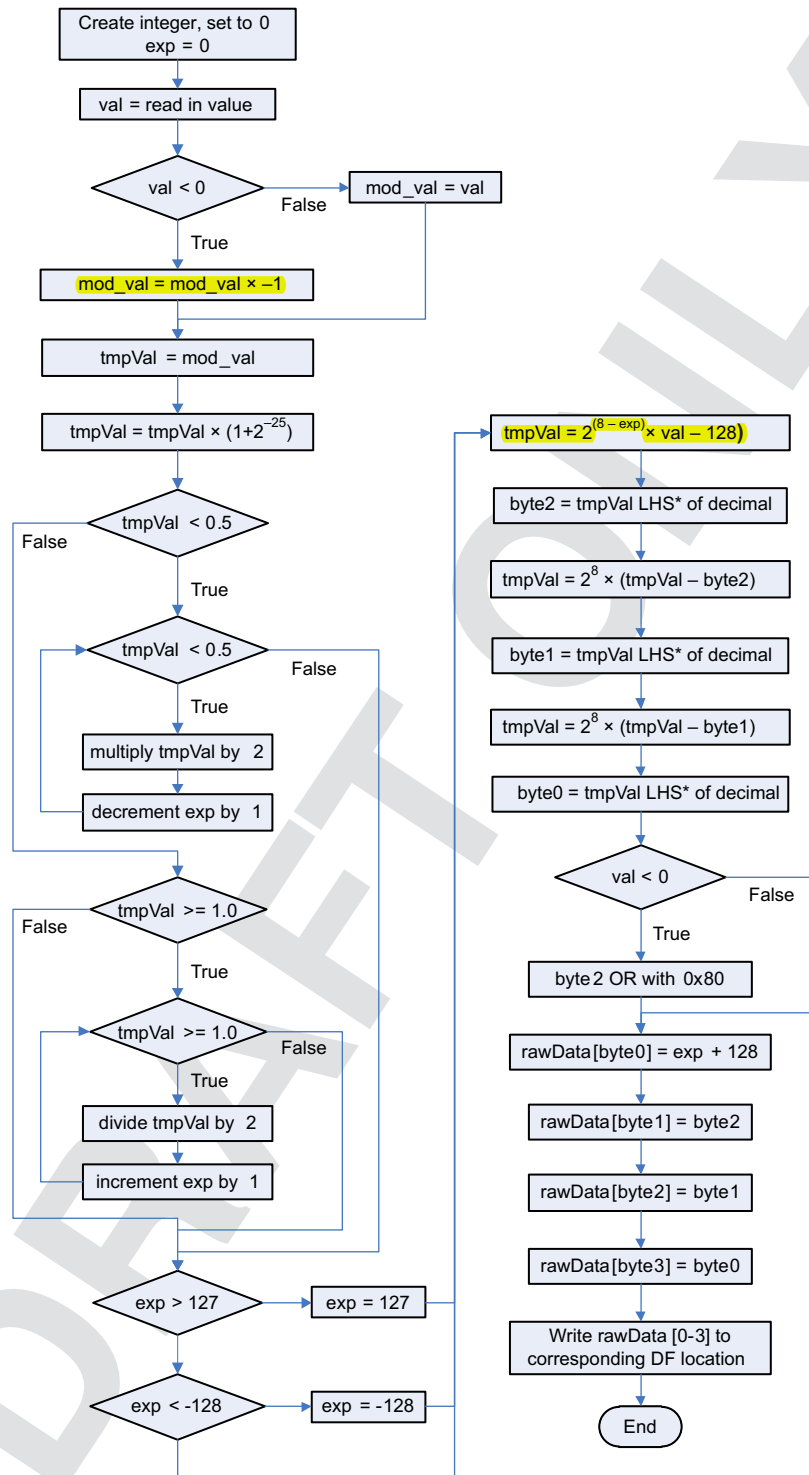 Create integer, set to 0
exp = 0
val = read in value
val < 0
False
mod_val = val
True
mod_val = mod_val × –1
tmpVal = mod_val
tmpVal = tmpVal × (1+2⁻²⁵)
tmpVal < 0.5
False
True
tmpVal < 0.5
False
True
multiply tmpVal by 2
decrement exp by 1
tmpVal >= 1.0
False
True
tmpVal >= 1.0
False
True
divide tmpVal by 2
increment exp by 1
exp > 127
exp = 127
exp < -128
exp = -128
tmpVal = 2⁽⁸ ⁻ ᵉˣᵖ⁾ × val – 128)
byte2 = tmpVal LHS* of decimal
tmpVal = 2⁸ × (tmpVal – byte2)
byte1 = tmpVal LHS* of decimal
tmpVal = 2⁸ × (tmpVal – byte1)
byte0 = tmpVal LHS* of decimal
val < 0
False
True
byte2 OR with 0x80
rawData[byte0] = exp + 128
rawData[byte1] = byte2
rawData[byte2] = byte1
rawData[byte3] = byte0
Write rawData [0-3] to
corresponding DF location
End
DRAFT ONLY